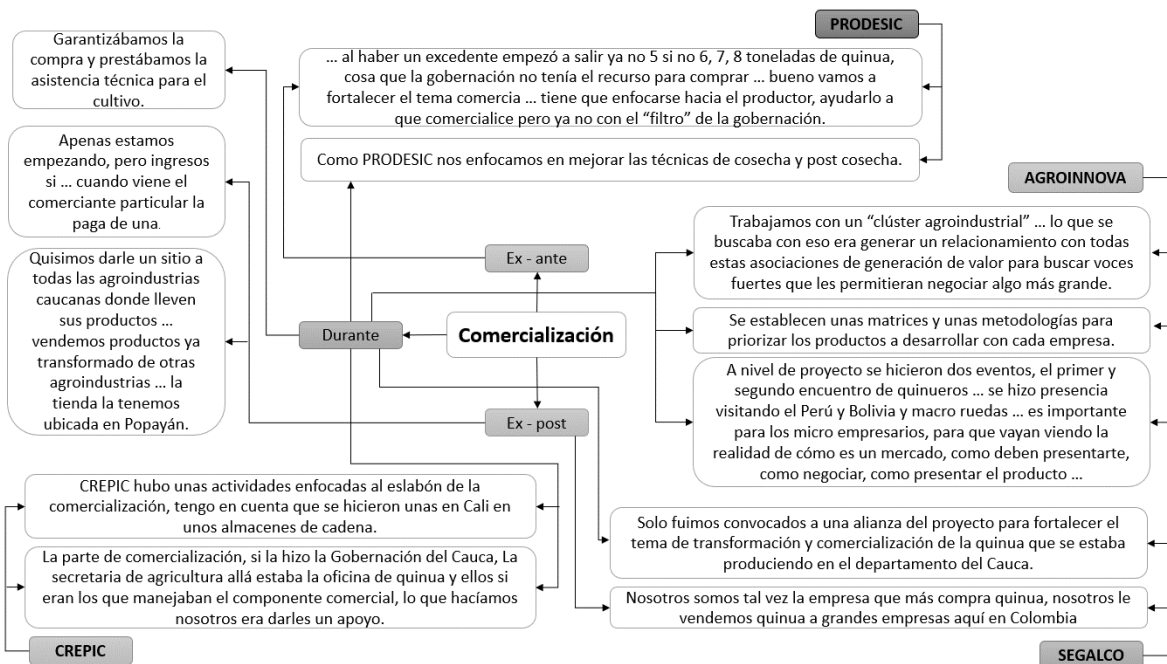 PRODESIC
Garantizábamos la
compra y prestábamos la
asistencia técnica para el
cultivo.
… al haber un excedente empezó a salir ya no 5 si no 6, 7, 8 toneladas de quinua,
cosa que la gobernación no tenía el recurso para comprar … bueno vamos a
fortalecer el tema comercia … tiene que enfocarse hacia el productor, ayudarlo a
que comercialice pero ya no con el “filtro” de la gobernación.
Apenas estamos
empezando, pero ingresos
si … cuando viene el
comerciante particular la
paga de una.
Como PRODESIC nos enfocamos en mejorar las técnicas de cosecha y post cosecha.
AGROINNOVA
Quisimos darle un sitio a
todas las agroindustrias
caucanas donde lleven
sus productos …
vendemos productos ya
transformado de otras
agroindustrias … la
tienda la tenemos
ubicada en Popayán.
Trabajamos con un “clúster agroindustrial” … lo que se
buscaba con eso era generar un relacionamiento con todas
estas asociaciones de generación de valor para buscar voces
fuertes que les permitieran negociar algo más grande.
Ex - ante
Durante
Comercialización
Ex - post
Se establecen unas matrices y unas metodologías para
priorizar los productos a desarrollar con cada empresa.
A nivel de proyecto se hicieron dos eventos, el primer y
segundo encuentro de quinueros … se hizo presencia
visitando el Perú y Bolivia y macro ruedas … es importante
para los micro empresarios, para que vayan viendo la
realidad de cómo es un mercado, como deben presentarte,
como negociar, como presentar el producto …
CREPIC hubo unas actividades enfocadas al eslabón de la
comercialización, tengo en cuenta que se hicieron unas en Cali en
unos almacenes de cadena.
La parte de comercialización, si la hizo la Gobernación del Cauca, La
secretaria de agricultura allá estaba la oficina de quinua y ellos si
eran los que manejaban el componente comercial, lo que hacíamos
nosotros era darles un apoyo.
CREPIC
Solo fuimos convocados a una alianza del proyecto para fortalecer el
tema de transformación y comercialización de la quinua que se estaba
produciendo en el departamento del Cauca.
Nosotros somos tal vez la empresa que más compra quinua, nosotros le
vendemos quinua a grandes empresas aquí en Colombia
SEGALCO